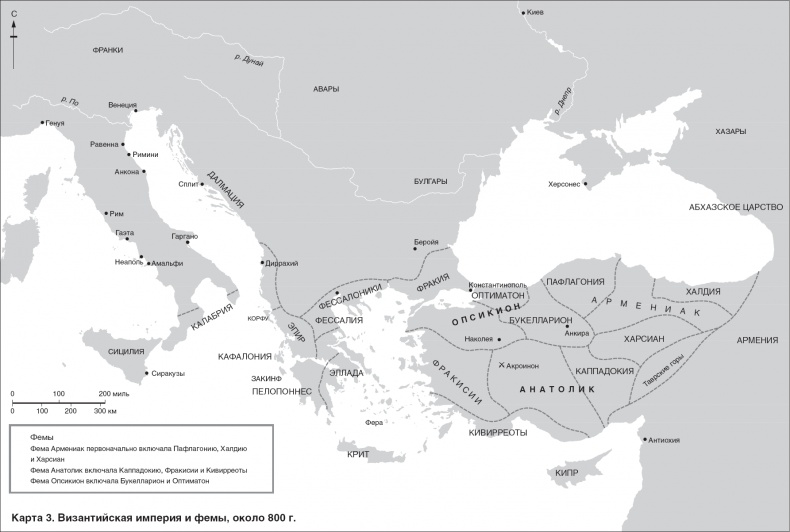 С
Киев
ФРАНКИ
р. Дунай
АВАРЫ
р. По
Венеция
р. Днепр
Генуя
ХАЗАРЫ
Равенна
Римини
Анкона
Сплит
ДАЛМАЦИЯ
БУЛГАРЫ
Херсонес
АБХАЗСКОЕ ЦАРСТВО
Рим
Гаэта
Гаргано
Беройя
Неаполь
Амальфи
Диррахий
Константинополь
ПАФЛАГОНИЯ
ХАЛДИЯ
ФРАКИЯ
ОПТИМАТОН
ФЕССАЛОНИКИ
АРМЕНИАК
КАЛАБРИЯ
КОРФУ
ФЕССАЛИЯ
ОПСИКИОН
БУКЕЛЛАРИОН
Анкира
ЭПИР
Наколея
ХАРСИАН
АРМЕНИЯ
СИЦИЛИЯ
КАФАЛОНИЯ
Акроинон
КАППАДОКИЯ
Таврские горы
Сиракузы
ЗАКИНФ
ЭЛЛАДА
ФРАКИСИИ
АНАТОЛИК
ПЕЛОПОННЕС
0 100 200 миль
0 100 200 300 км
Фера
КИВИРРЕОТЫ
Антиохия
КРИТ
КИПР
Фемы
Фема Армениак первоначально включала Пафлагонию, Халдию
и Харсиан
Фема Анатолик включала Каппадокию, Фракисии и Кивирреоты
Фема Опсикион включала Букелларион и Оптиматон
Карта 3. Византийская империя и фемы, около 800 г.